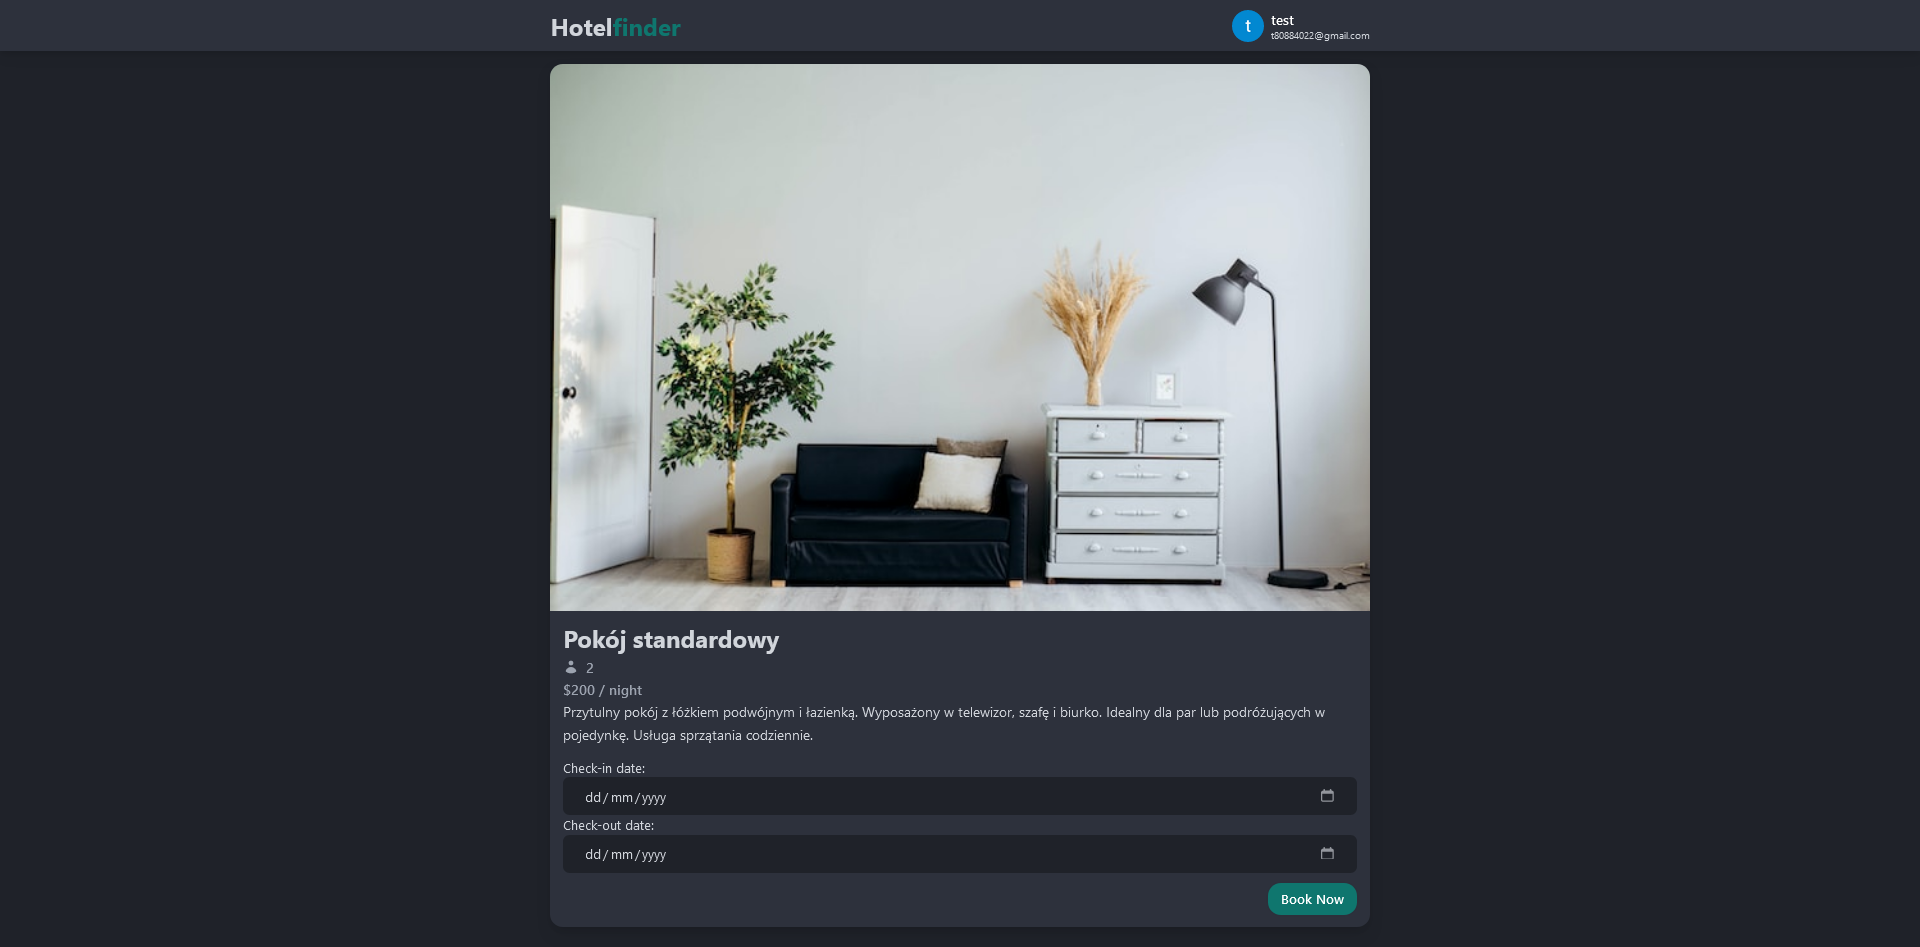 Hotelfinder
t
test
t80884022@gmail.com
Pokój standardowy
2
$200 / night
Przytulny pokój z łóżkiem podwójnym i łazienką. Wyposażony w telewizor, szafę i biurko. Idealny dla par lub podróżujących w
pojedynkę. Usługa sprzątania codziennie.
Check-in date:
dd/mm/yyyy
Check-out date:
dd/mm/yyyy
Book Now